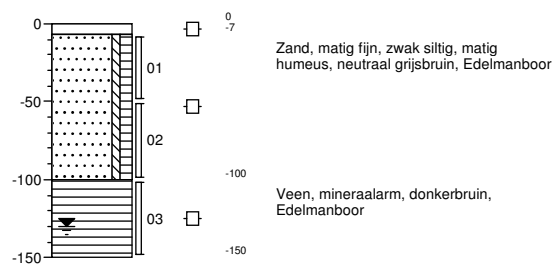 0
-50
-100
-150
01
02
03
0
-7
-100
-150
Zand, matig fijn, zwak siltig, matig
humeus, neutraal grijsbruin, Edelmanboor
Veen, mineraalarm, donkerbruin,
Edelmanboor